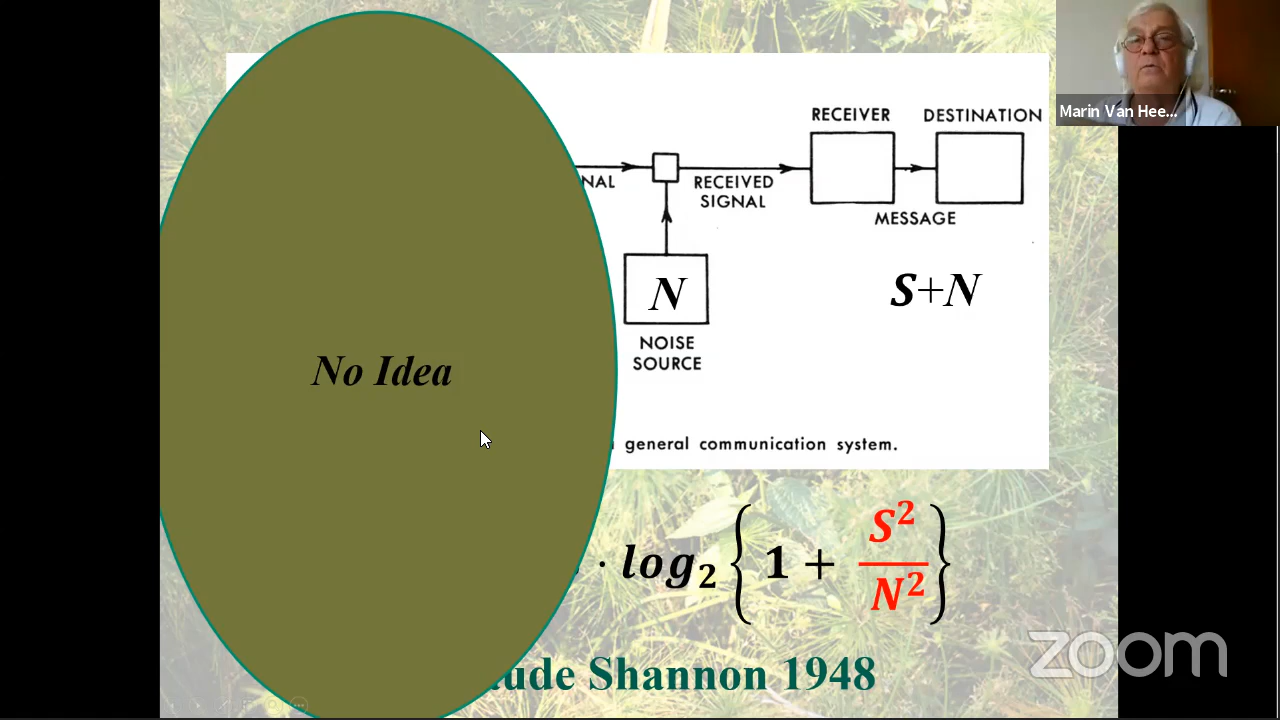 Marin Van Hee...
RECEIVER DESTINATION
NAL
RECEIVED
SIGNAL
MESSAGE
N
S+N
NOISE
SOURCE
No Idea
general communication system.
· log₂ { 1 + S²/N² }
ude Shannon 1948
zoom